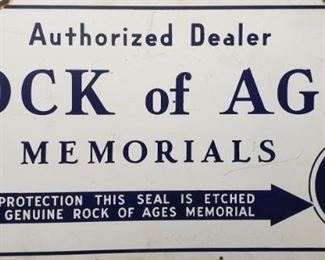 Authorized Dealer
OCK of AG
MEMORIALS
PROTECTION THIS SEAL IS ETCHED
GENUINE ROCK OF AGES MEMORIAL